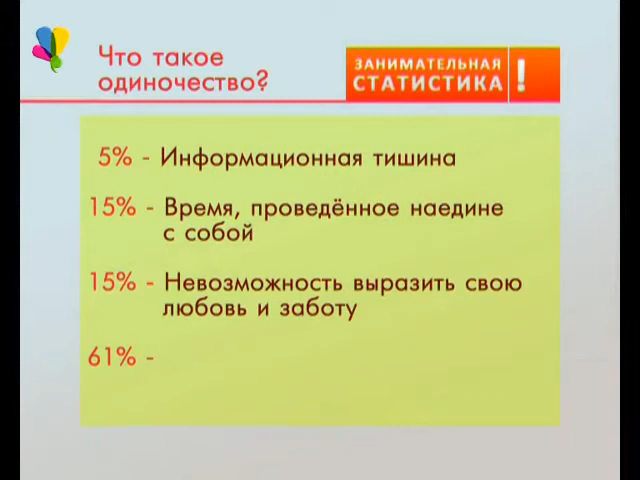 Что такое
одиночество?
ЗАНИМАТЕЛЬНАЯ
СТАТИСТИКА !
5% - Информационная тишина
15% - Время, проведённое наедине
с собой
15% - Невозможность выразить свою
любовь и заботу
61% -